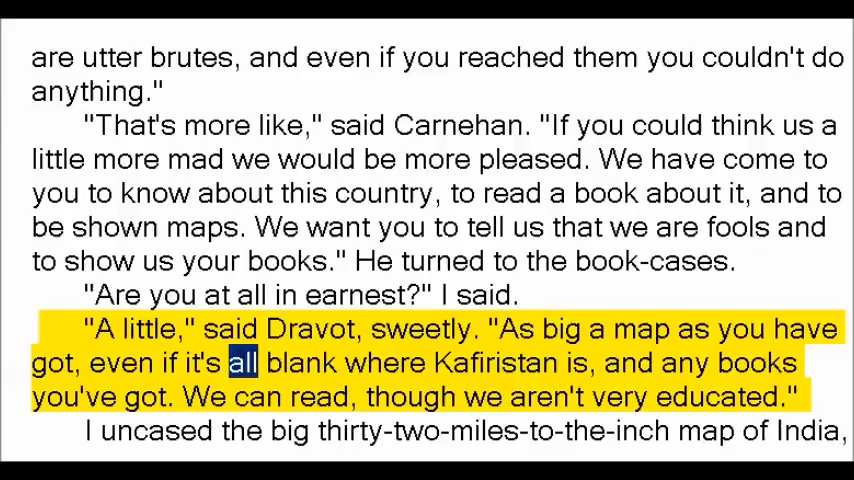 are utter brutes, and even if you reached them you couldn't do
anything."
"That's more like," said Carnehan. "If you could think us a
little more mad we would be more pleased. We have come to
you to know about this country, to read a book about it, and to
be shown maps. We want you to tell us that we are fools and
to show us your books." He turned to the book-cases.
"Are you at all in earnest?" I said.
"A little," said Dravot, sweetly. "As big a map as you have
got, even if it's all blank where Kafiristan is, and any books
you've got. We can read, though we aren't very educated."
I uncased the big thirty-two-miles-to-the-inch map of India,